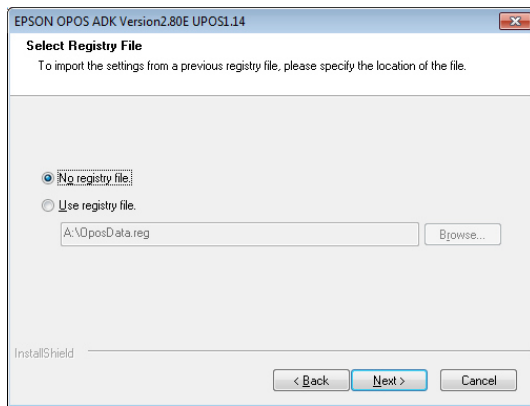 EPSON OPOS ADK Version2.80E UPOS1.14
Select Registry File
To import the settings from a previous registry file, please specify the location of the file.
No registry file.
Use registry file.
A:\OposData.reg
Browse...
InstallShield
< Back
Next >
Cancel